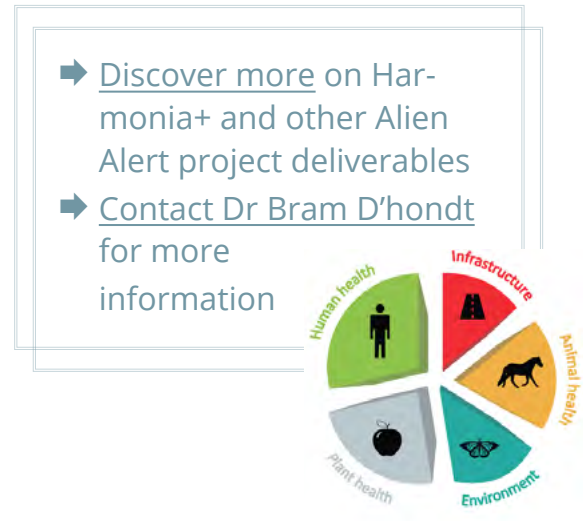 ➡ Discover more on Har-
monia+ and other Alien
Alert project deliverables
➡ Contact Dr Bram D'hondt
for more
information
Infrastructure
Human health
Animal health
Plant health
Environment